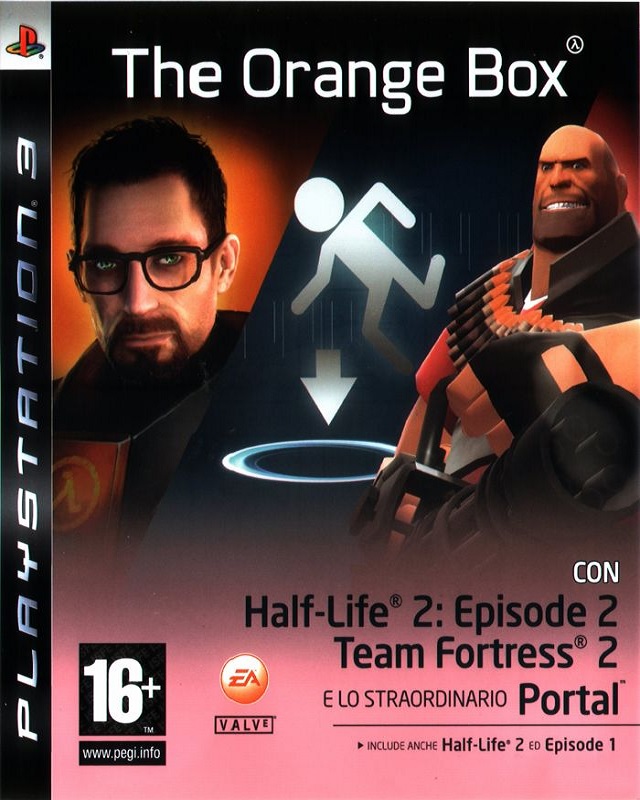 The Orange Box
PLAYSTATION® 3
CON
Half-Life® 2: Episode 2
Team Fortress® 2
E LO STRAORDINARIO Portal™
INCLUDE ANCHE Half-Life® 2 ED Episode 1
16+
TM
www.pegi.info
EA
VALVE